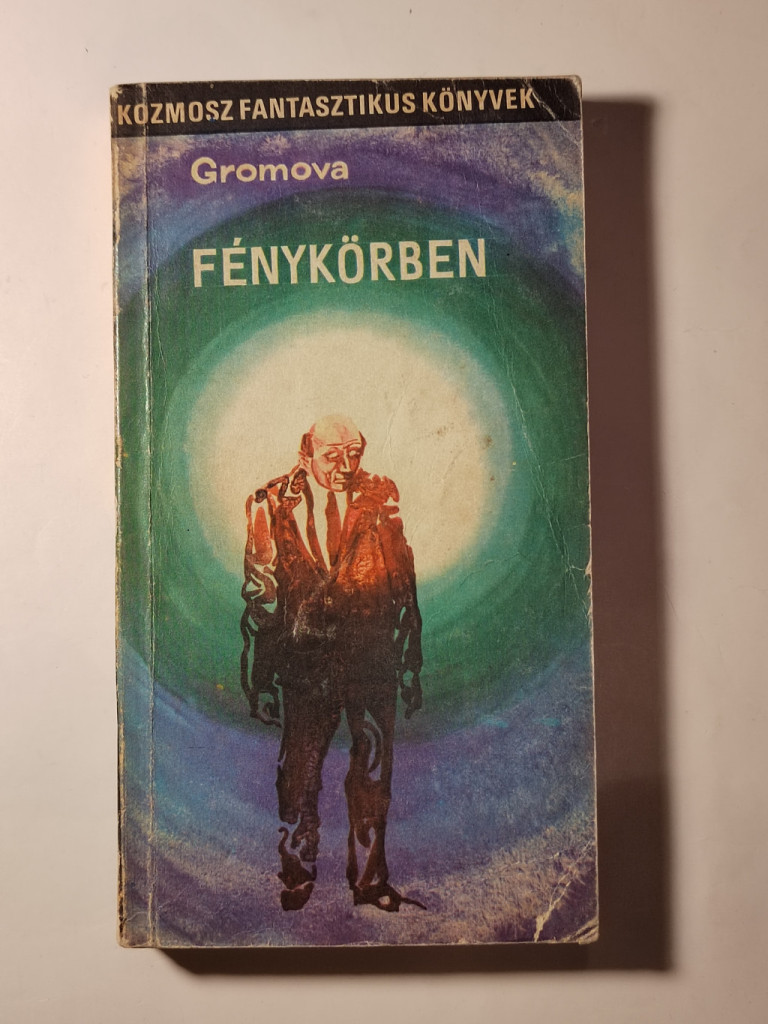 KOZMOSZ FANTASZTIKUS KÖNYVEK
Gromova
FÉNYKÖRBEN